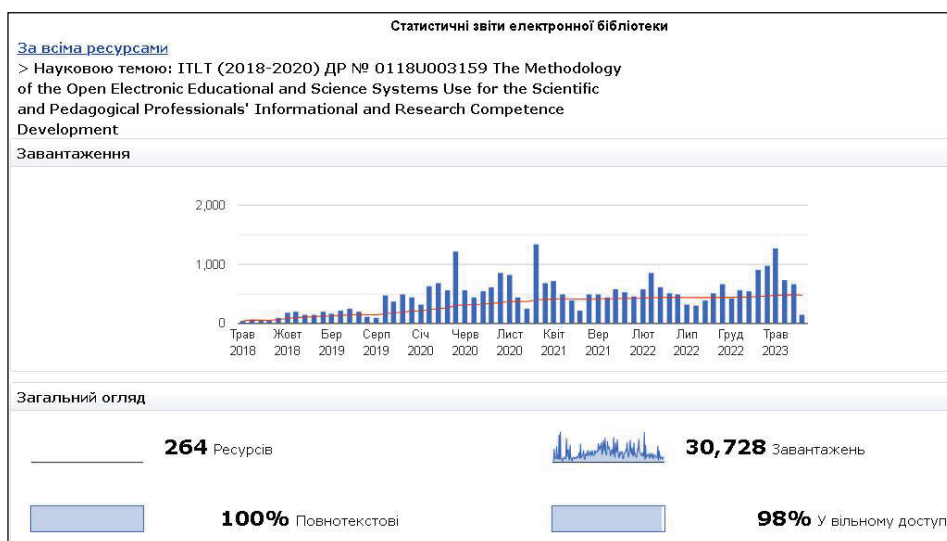 Статистичні звіти електронної бібліотеки
За всіма ресурсами
> Науковою темою: ITLT (2018-2020) ДР № 0118U003159 The Methodology
of the Open Electronic Educational and Science Systems Use for the Scientific
and Pedagogical Professionals' Informational and Research Competence
Development
Завантаження
2,000
1,000
0
Трав Жовт Бер Серп Січ Черв Лист Квіт Вер Лют Лип Груд Трав
2018 2018 2019 2019 2020 2020 2020 2021 2021 2022 2022 2022 2023
Загальний огляд
264 Ресурсів 30,728 Завантажень
100% Повнотекстові 98% У вільному доступ